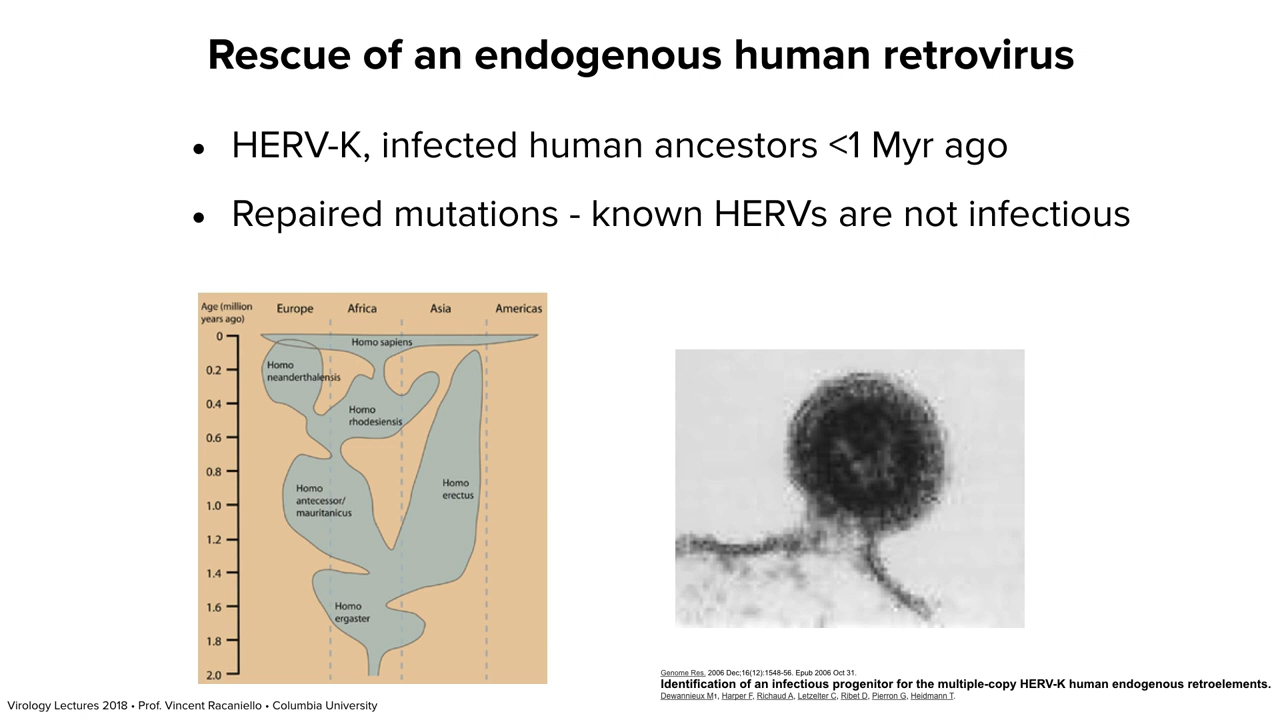 Rescue of an endogenous human retrovirus
• HERV-K, infected human ancestors <1 Myr ago
• Repaired mutations - known HERVs are not infectious
Age (million
years ago)
Europe
Africa
Asia
Americas
0
0.2
0.4
0.6
0.8
1.0
1.2
1.4
1.6
1.8
2.0
Homo sapiens
Homo
neanderthalensis
Homo
rhodesiensis
Homo
antecessor/
mauritanicus
Homo
erectus
Homo
ergaster
Genome Res. 2006 Dec;16(12):1548-56. Epub 2006 Oct 31.
Identification of an infectious progenitor for the multiple-copy HERV-K human endogenous retroelements.
Dewannieux M1, Harper F, Richaud A, Letzelter C, Ribet D, Pierron G, Heidmann T.
Virology Lectures 2018 • Prof. Vincent Racaniello • Columbia University